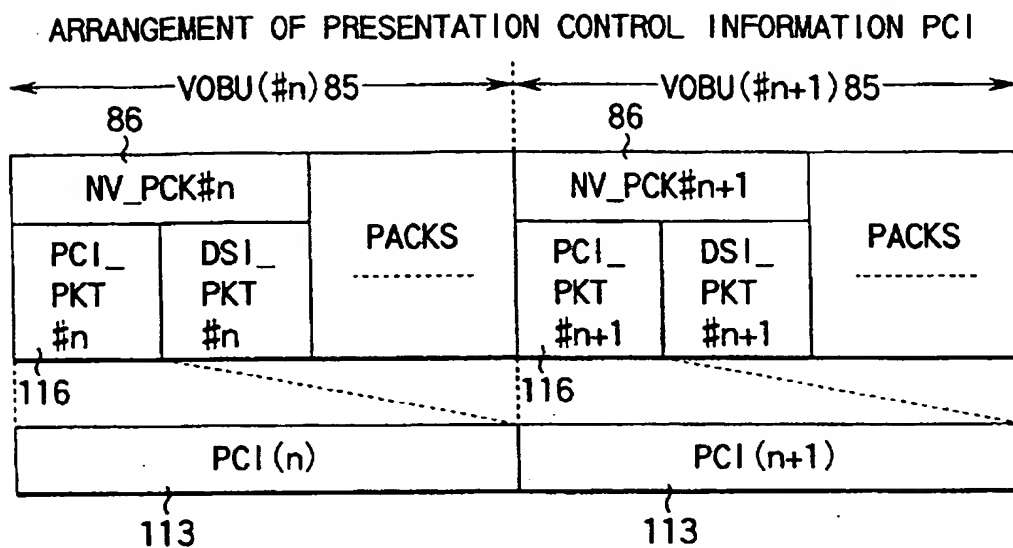 ARRANGEMENT OF PRESENTATION CONTROL INFORMATION PCI
VOBU(#n)85
VOBU(#n+1)85
86
86
NV_PCK#n
NV_PCK#n+1
PCI_
PKT
#n
DSI_
PKT
#n
PACKS
PCI_
PKT
#n+1
DSI_
PKT
#n+1
PACKS
116
116
PCI(n)
PCI(n+1)
113
113